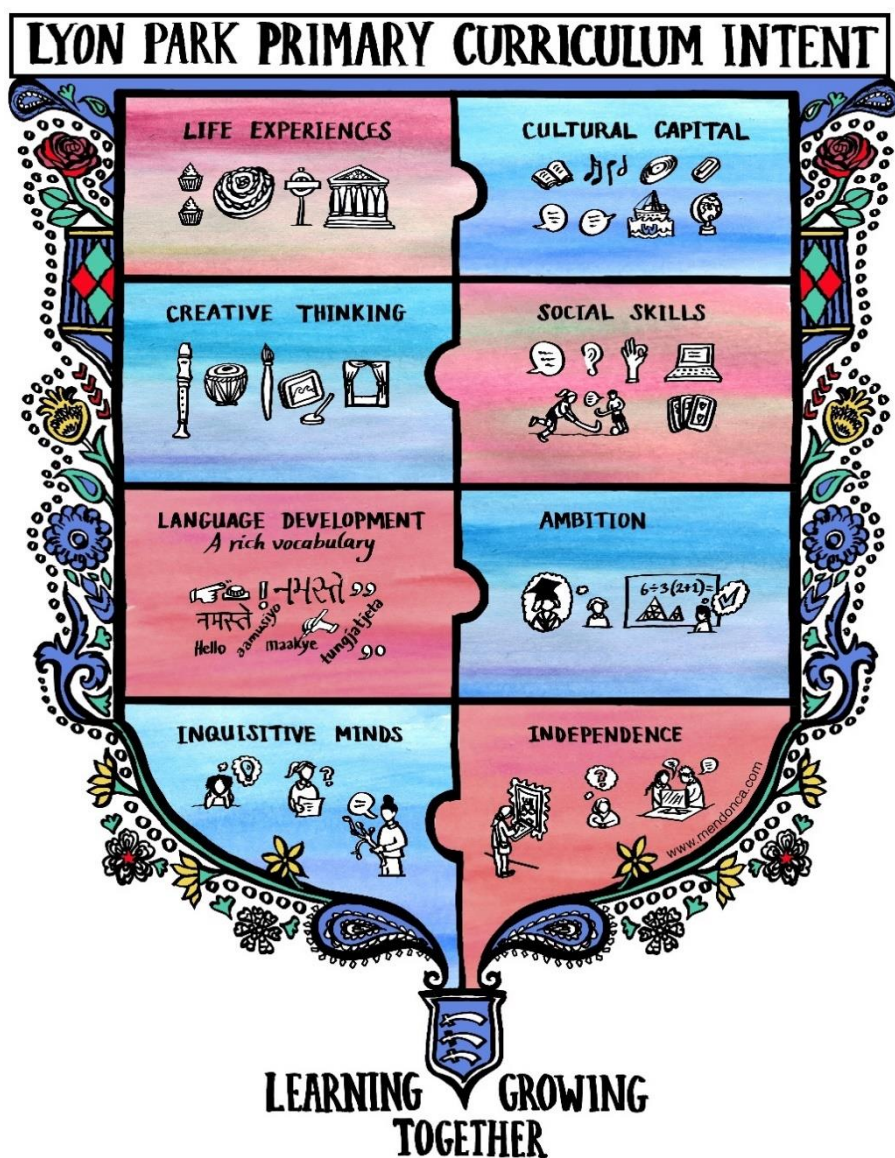 LYON PARK PRIMARY CURRICULUM INTENT
LIFE EXPERIENCES
CULTURAL CAPITAL
CREATIVE THINKING
SOCIAL SKILLS
LANGUAGE DEVELOPMENT
A rich vocabulary
! नमस्ते ,,
नमस्ते
Hello
aamusiyo
maakye
tungjatjeta
AMBITION
6÷3(2+1)=
INQUISITIVE MINDS
?
INDEPENDENCE
?
www.mendonca.com
LEARNING GROWING
TOGETHER